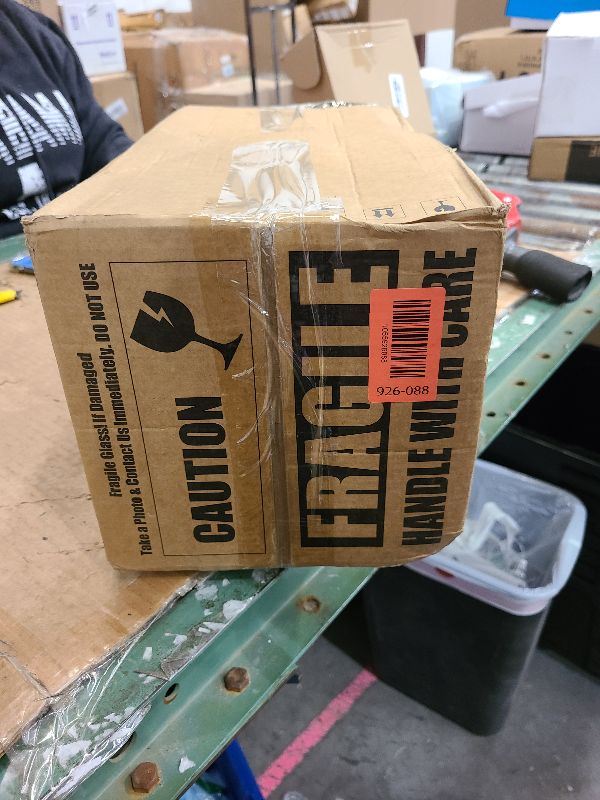 Fragile Glass! If Damaged
Take a Photo & Contact Us Immediately. DO NOT USE
CAUTION
FRAGILE
HANDLE WITH CARE
926-088